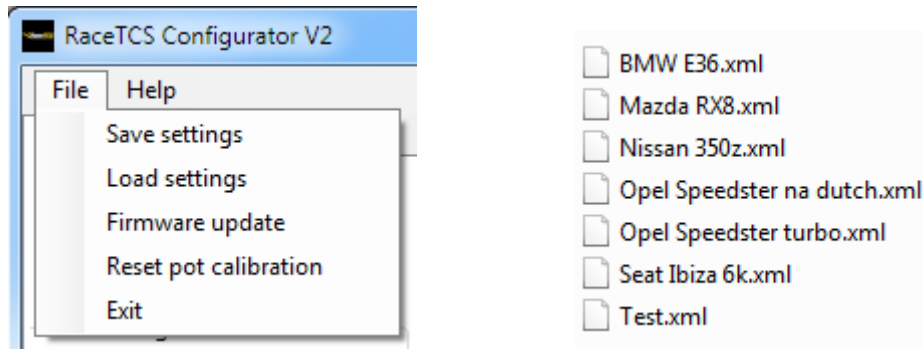 RaceTCS Configurator V2
File Help
Save settings
Load settings
Firmware update
Reset pot calibration
Exit
BMW E36.xml
Mazda RX8.xml
Nissan 350z.xml
Opel Speedster na dutch.xml
Opel Speedster turbo.xml
Seat Ibiza 6k.xml
Test.xml